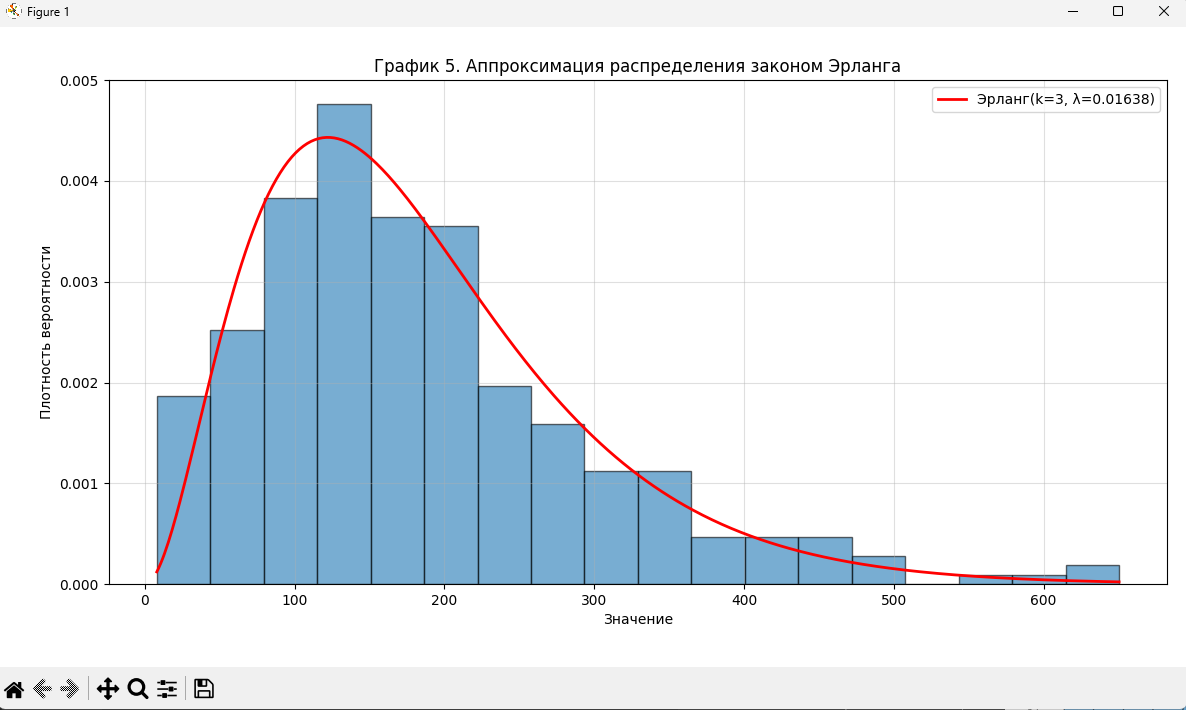 Figure 1
График 5. Аппроксимация распределения законом Эрланга
Эрланг(k=3, λ=0.01638)
0.005
0.004
0.003
0.002
0.001
0.000
Плотность вероятности
0 100 200 300 400 500 600
Значение